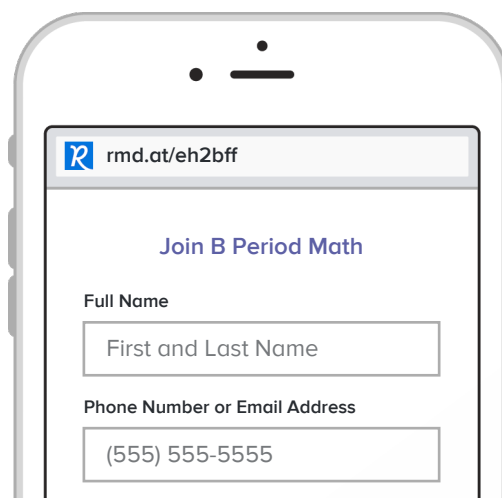 rmd.at/eh2bff
Join B Period Math
Full Name
First and Last Name
Phone Number or Email Address
(555) 555-5555